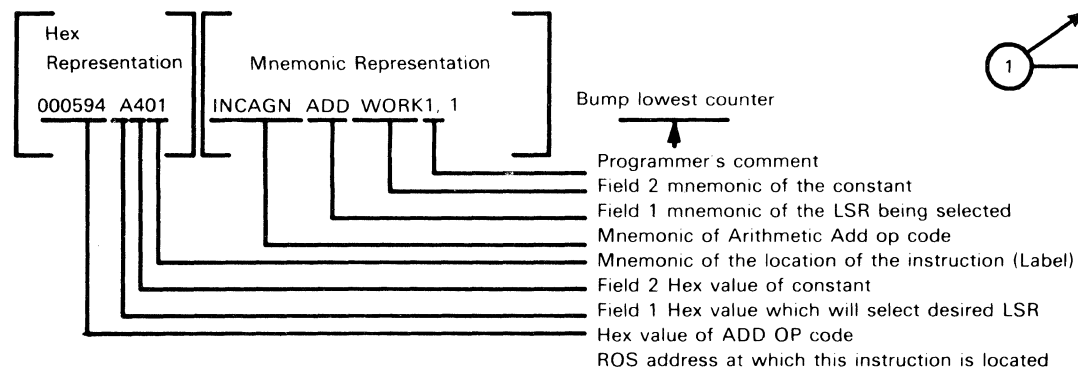 Hex
Representation
Mnemonic Representation
000594 A401
INCAGN ADD WORK1, 1
Bump lowest counter
1
Programmer's comment
Field 2 mnemonic of the constant
Field 1 mnemonic of the LSR being selected
Mnemonic of Arithmetic Add op code
Mnemonic of the location of the instruction (Label)
Field 2 Hex value of constant
Field 1 Hex value which will select desired LSR
Hex value of ADD OP code
ROS address at which this instruction is located